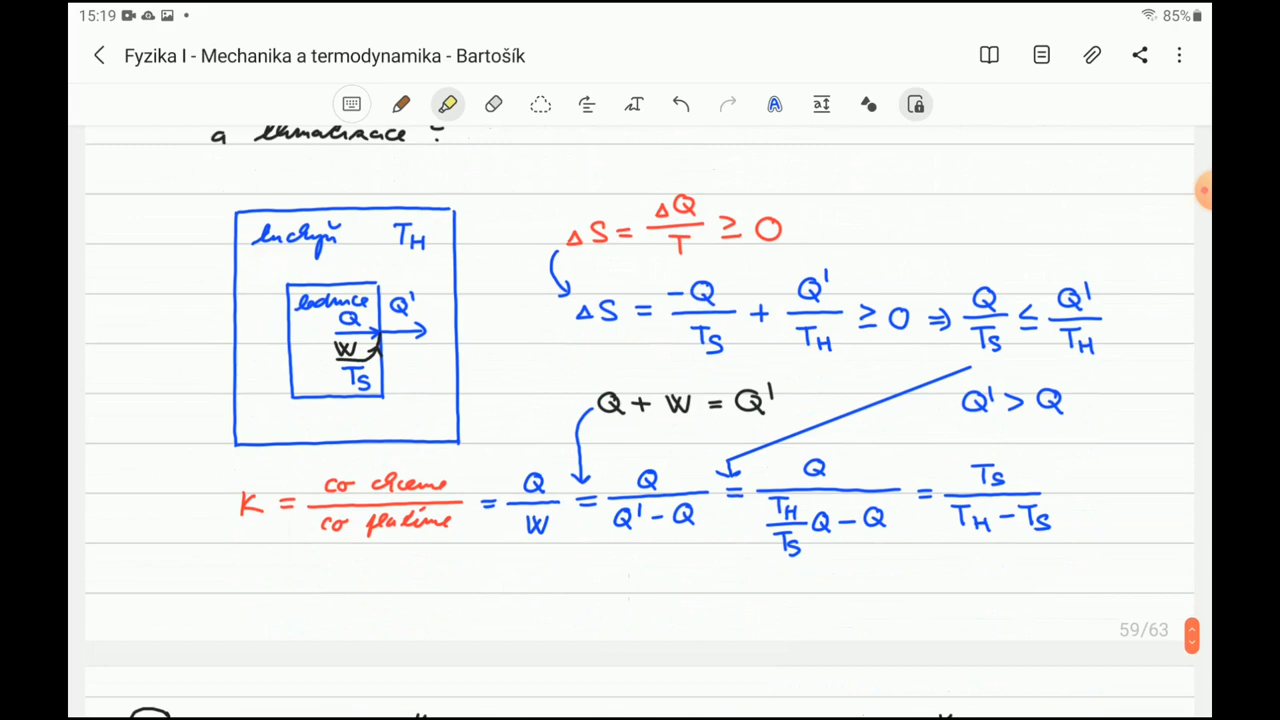 15:19 85%
Fyzika I - Mechanika a termodynamika - Bartošík
a klimatizace ?
kuchyň T_H
lednice Q'
Q
W
T_S
ΔS = ΔQ/T ≥ 0
ΔS = -Q/T_S + Q'/T_H ≥ 0 ⇒ Q/T_S ≤ Q'/T_H
Q + W = Q' Q' > Q
K = co chceme/co platíme = Q/W = Q/(Q' - Q) = Q/(T_H/T_S Q - Q) = T_S/(T_H - T_S)
59/63